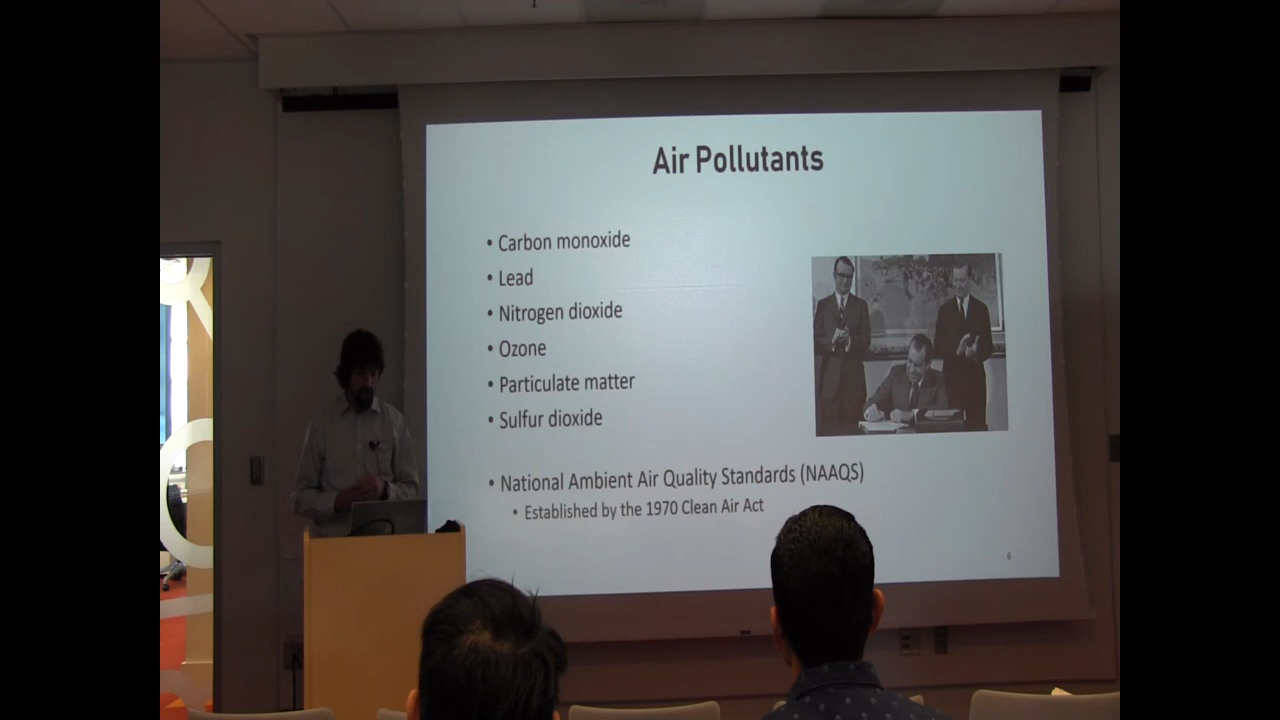 Air Pollutants
• Carbon monoxide
• Lead
• Nitrogen dioxide
• Ozone
• Particulate matter
• Sulfur dioxide
• National Ambient Air Quality Standards (NAAQS)
• Established by the 1970 Clean Air Act
6